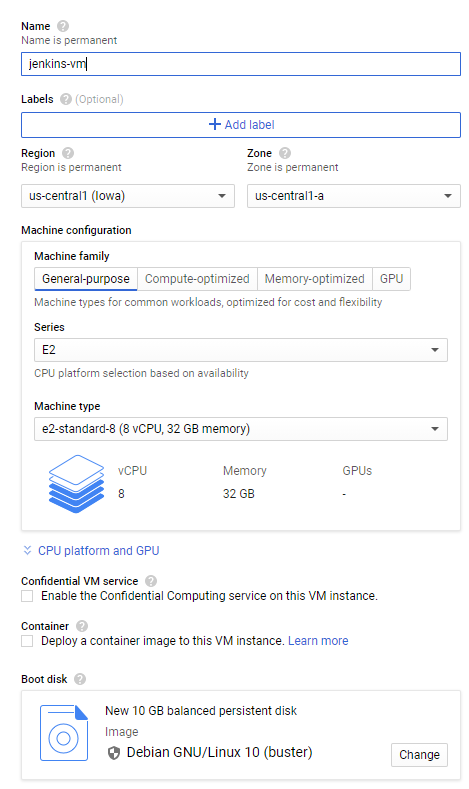 Name
Name is permanent
jenkins-vm
Labels (Optional)
Add label
Region
Region is permanent
Zone
Zone is permanent
us-central1 (Iowa)
us-central1-a
Machine configuration
Machine family
General-purpose Compute-optimized Memory-optimized GPU
Machine types for common workloads, optimized for cost and flexibility
Series
E2
CPU platform selection based on availability
Machine type
e2-standard-8 (8 vCPU, 32 GB memory)
vCPU Memory GPUs
8 32 GB -
CPU platform and GPU
Confidential VM service
Enable the Confidential Computing service on this VM instance.
Container
Deploy a container image to this VM instance. Learn more
Boot disk
New 10 GB balanced persistent disk
Image
Debian GNU/Linux 10 (buster)
Change